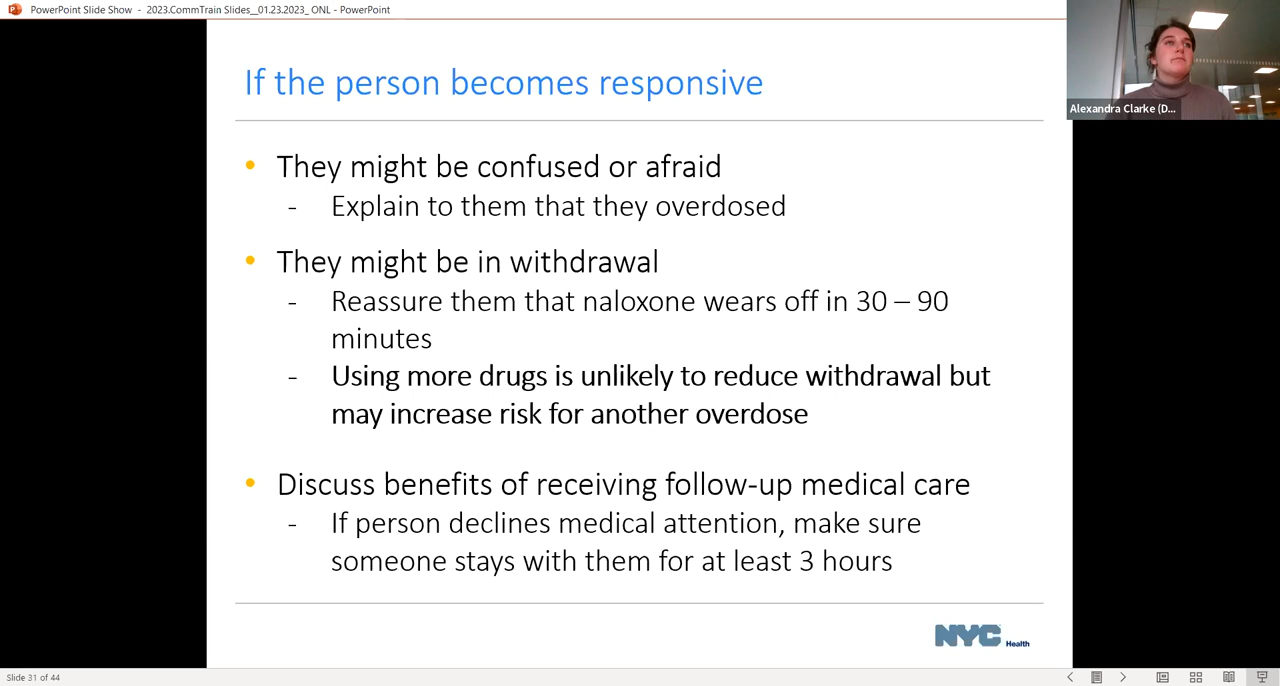 PowerPoint Slide Show - 2023.CommTrain Slides__01.23.2023_ ONL - PowerPoint
Alexandra Clarke (D...
If the person becomes responsive
• They might be confused or afraid
- Explain to them that they overdosed
• They might be in withdrawal
- Reassure them that naloxone wears off in 30 – 90
minutes
- Using more drugs is unlikely to reduce withdrawal but
may increase risk for another overdose
• Discuss benefits of receiving follow-up medical care
- If person declines medical attention, make sure
someone stays with them for at least 3 hours
NYC Health
Slide 31 of 44